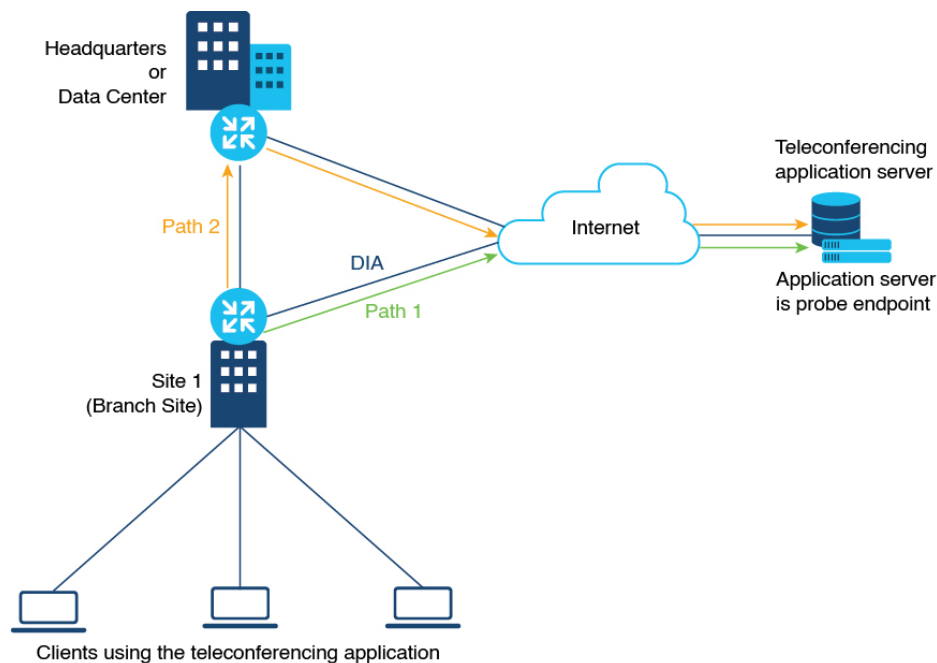 Headquarters
or
Data Center
Teleconferencing
application server
Path 2
Internet
DIA
Path 1
Application server
is probe endpoint
Site 1
(Branch Site)
Clients using the teleconferencing application